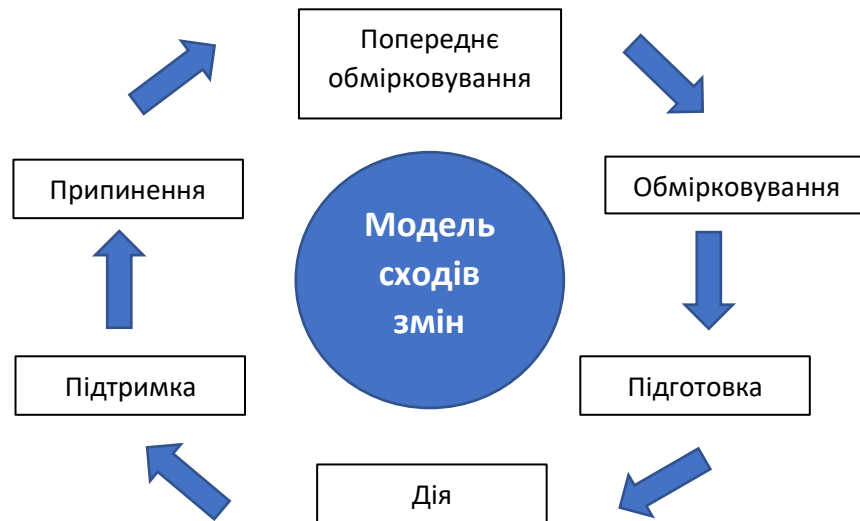 Попереднє
обмірковування
Обмірковування
Підготовка
Дія
Підтримка
Припинення
Модель
сходів
змін